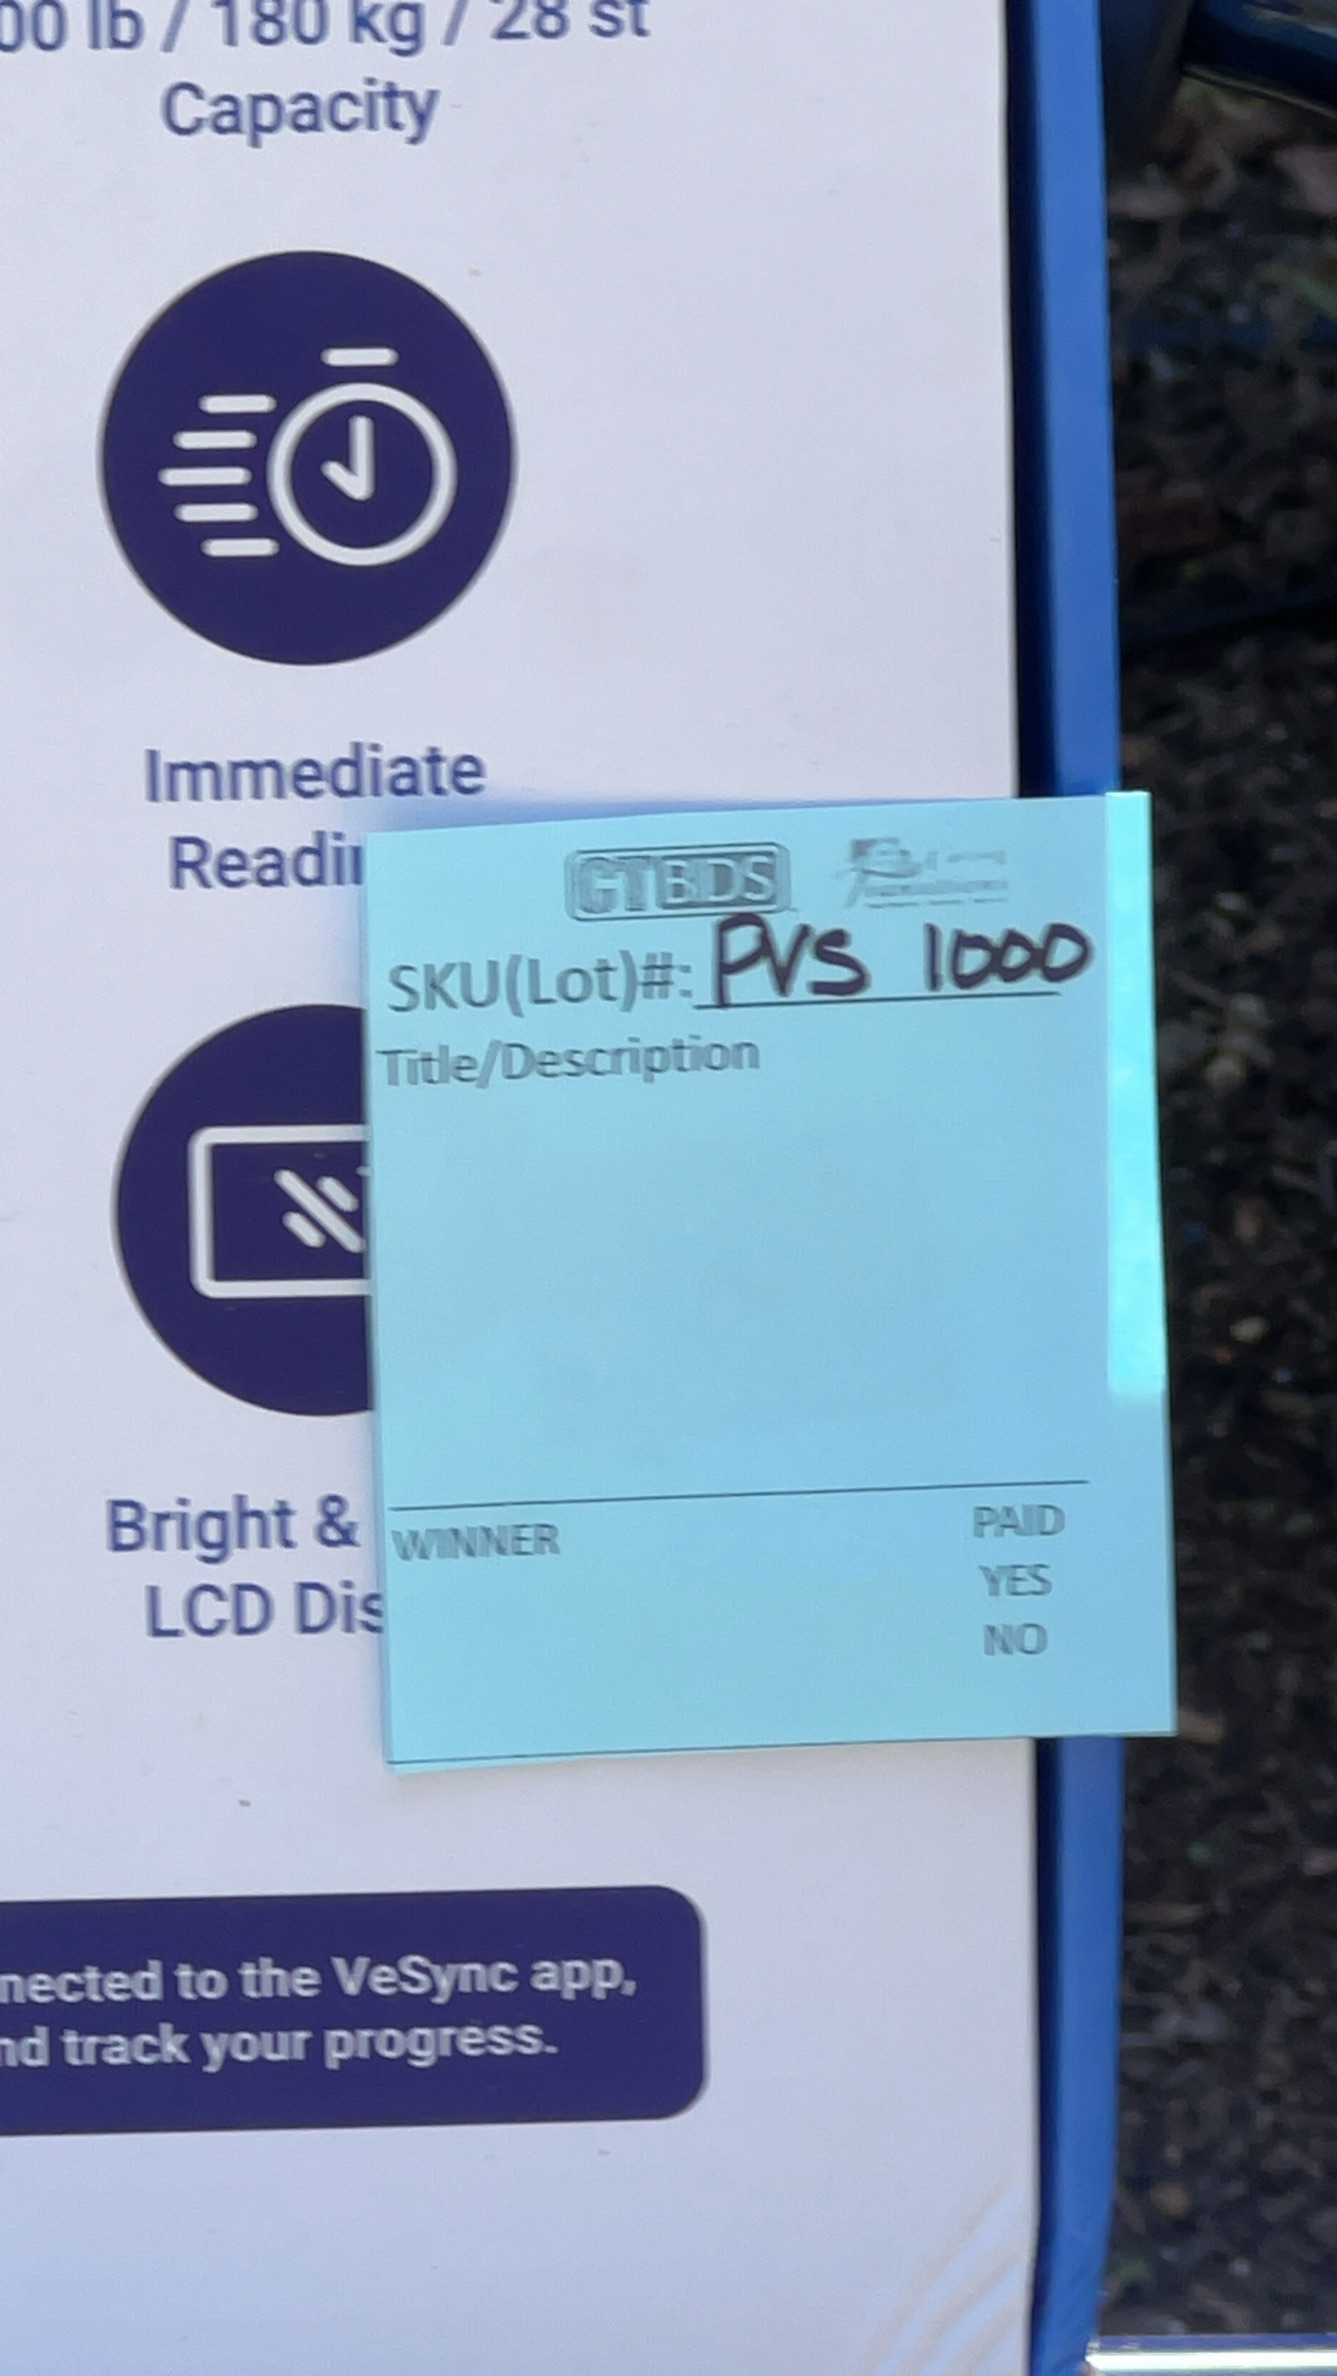 00 lb / 180 kg / 28 st
Capacity
Immediate
Readi
GTBDS
SKU(Lot)#: PVS 1000
Title/Description
Bright &
LCD Dis
WINNER
PAID
YES
NO
nected to the VeSync app,
nd track your progress.